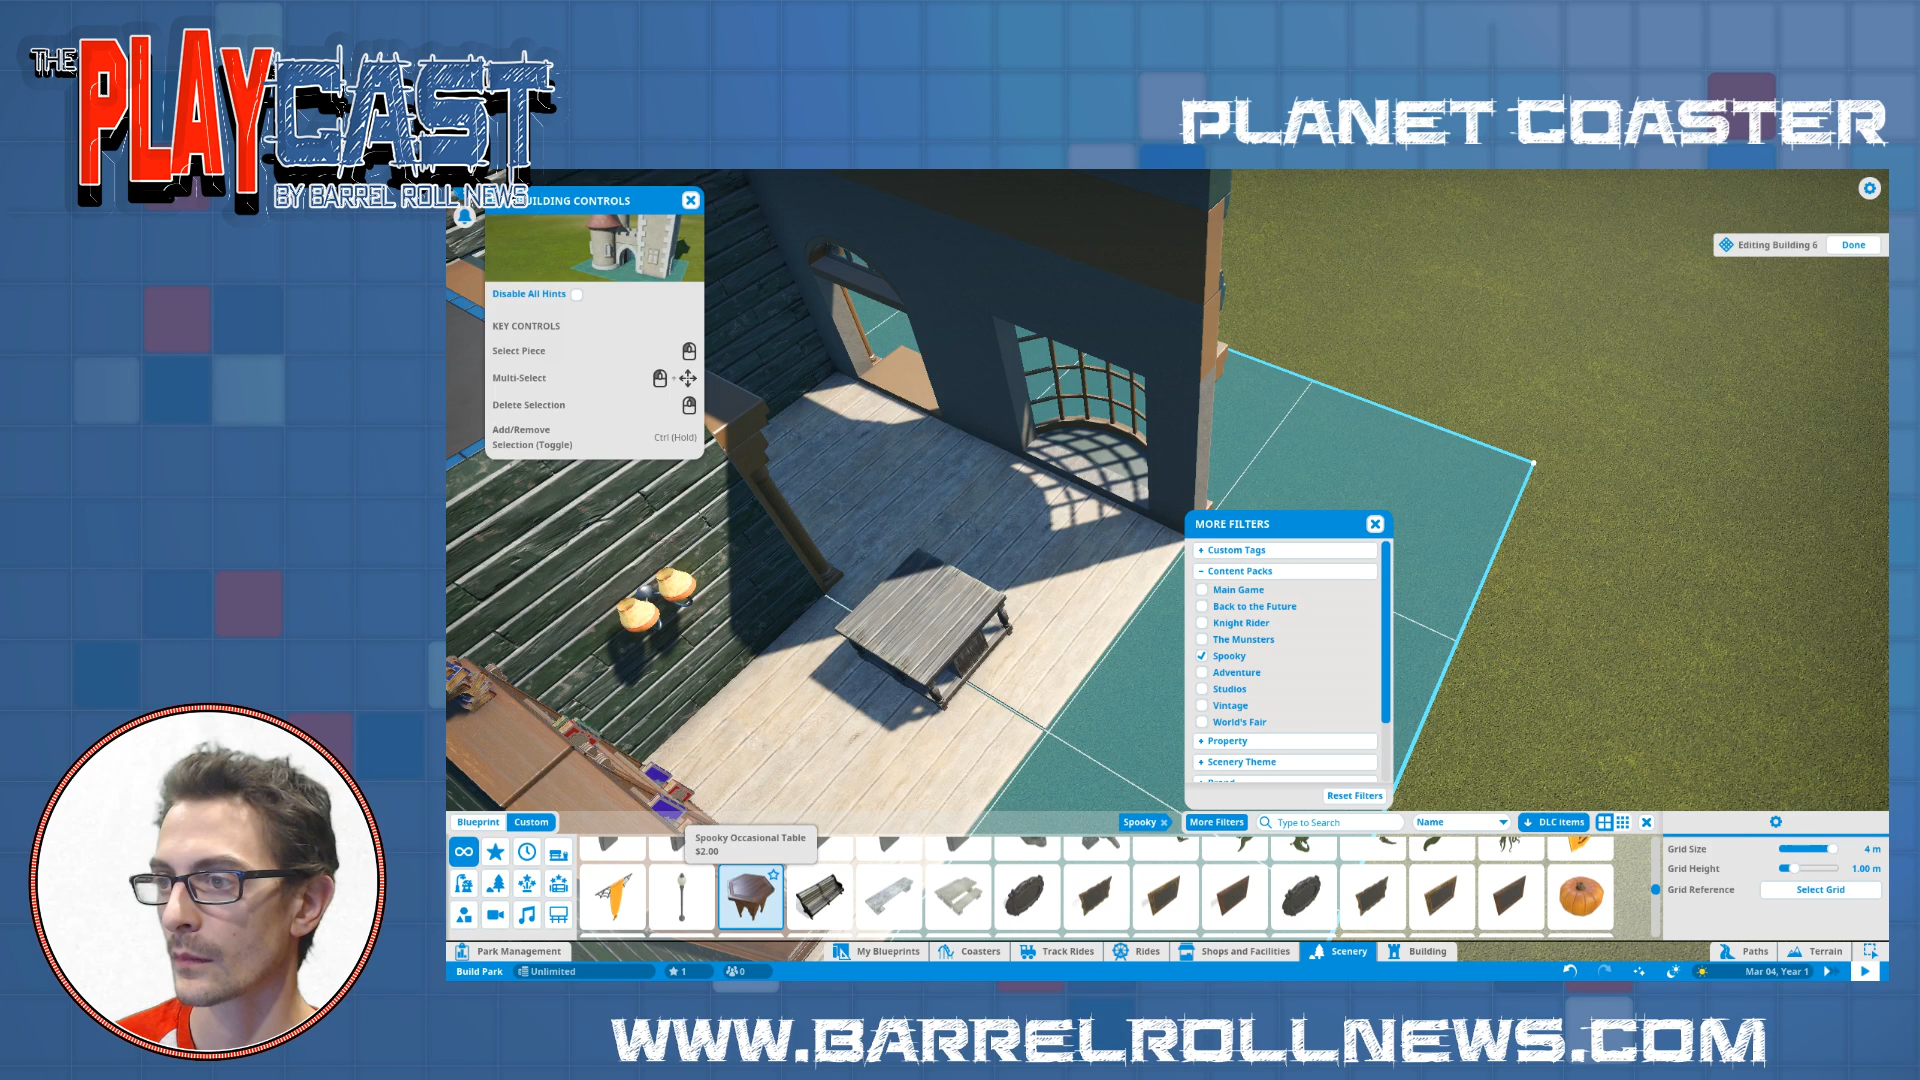 THE
PLAYCAST
BY BARREL ROLL NEWS
PLANET COASTER
UILDING CONTROLS
Disable All Hints
KEY CONTROLS
Select Piece
Multi-Select
+
Delete Selection
Add/Remove
Selection (Toggle)
Ctrl (Hold)
Editing Building 6
Done
MORE FILTERS
+ Custom Tags
− Content Packs
Main Game
Back to the Future
Knight Rider
The Munsters
Spooky
Adventure
Studios
Vintage
World's Fair
+ Property
+ Scenery Theme
Reset Filters
Blueprint
Custom
Spooky ×
More Filters
Type to Search
Name
DLC items
Spooky Occasional Table
$2.00
Grid Size
4 m
Grid Height
1.00 m
Grid Reference
Select Grid
Park Management
My Blueprints
Coasters
Track Rides
Rides
Shops and Facilities
Scenery
Building
Paths
Terrain
Build Park
Unlimited
1
0
Mar 04, Year 1
WWW.BARRELROLLNEWS.COM